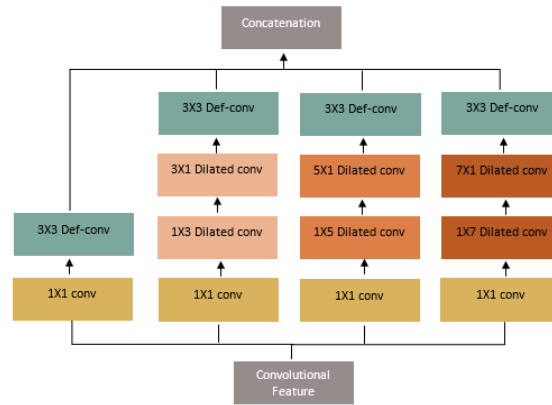 Concatenation
3X3 Def-conv
3X3 Def-conv
3X3 Def-conv
3X1 Dilated conv
5X1 Dilated conv
7X1 Dilated conv
3X3 Def-conv
1X3 Dilated conv
1X5 Dilated conv
1X7 Dilated conv
1X1 conv
1X1 conv
1X1 conv
1X1 conv
Convolutional
Feature